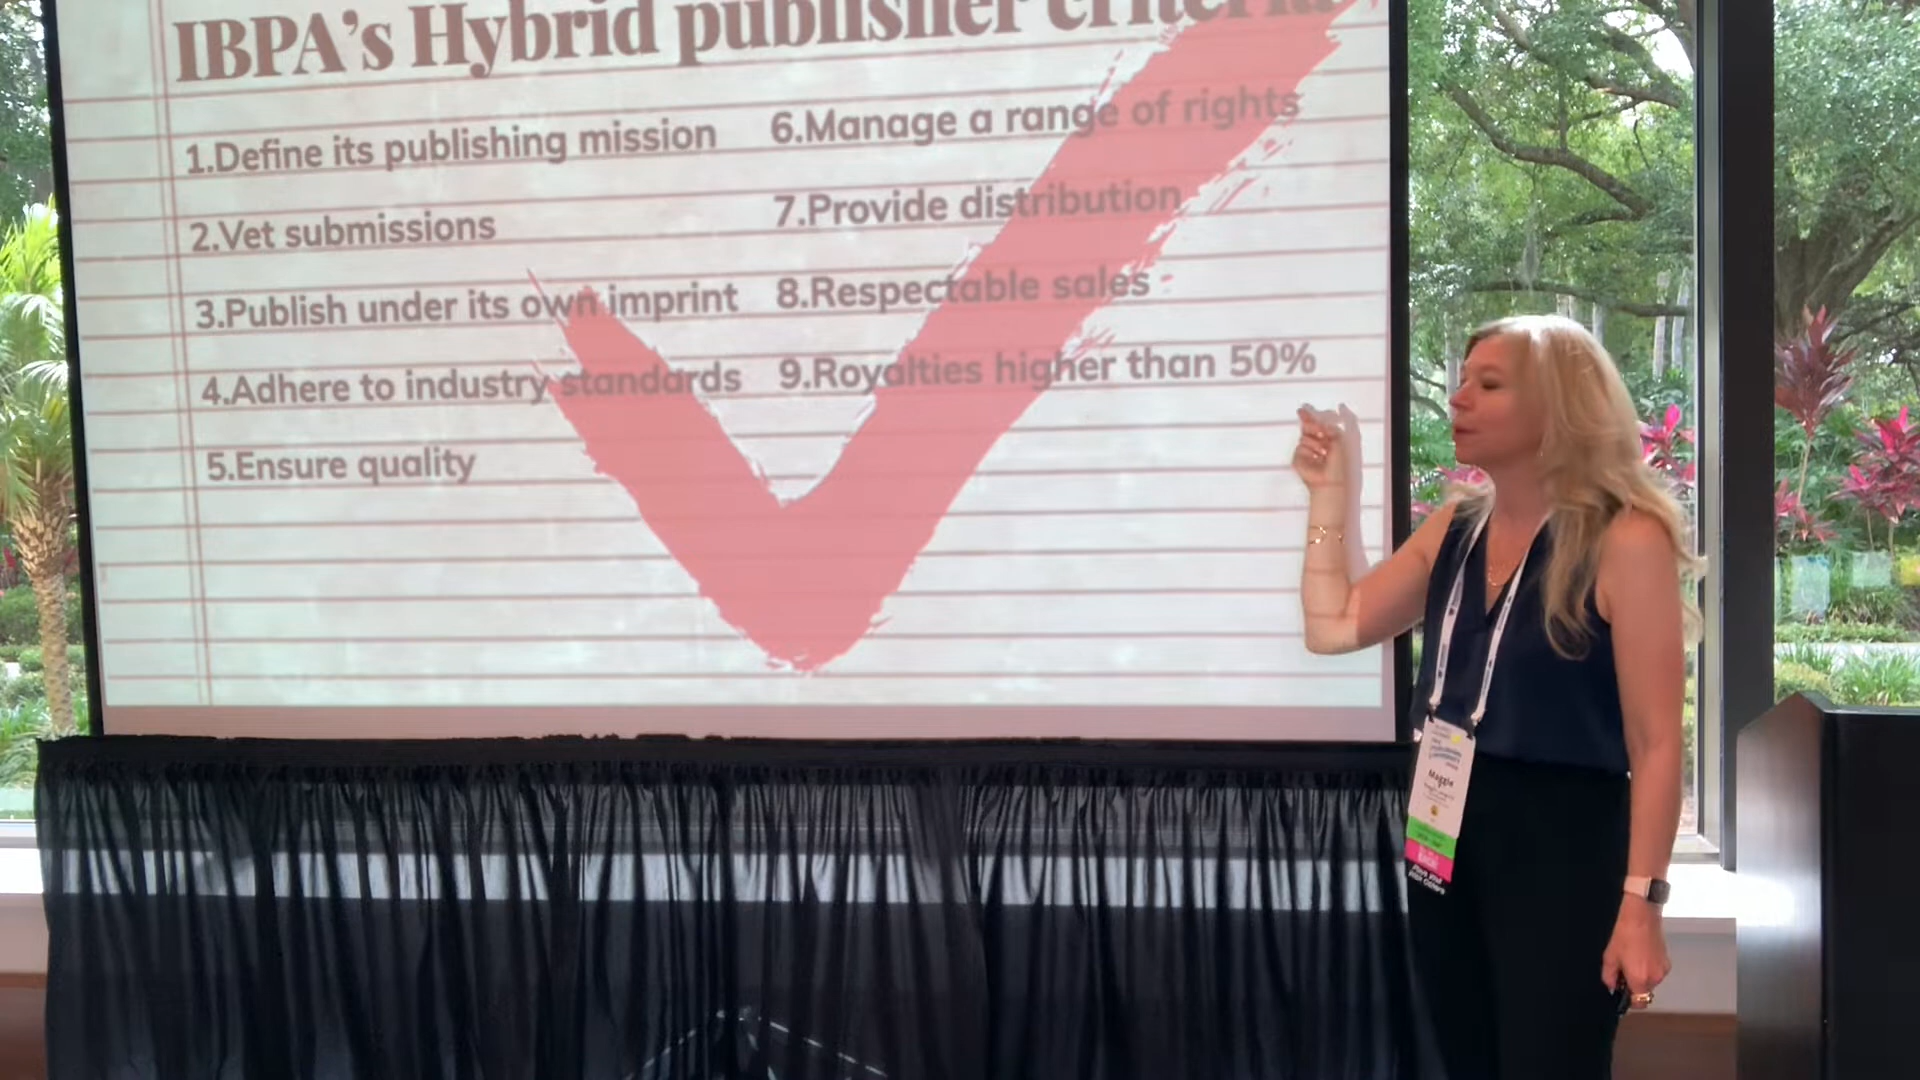 IBPA's Hybrid publisher criteria
1.Define its publishing mission
2.Vet submissions
3.Publish under its own imprint
4.Adhere to industry standards
5.Ensure quality
6.Manage a range of rights
7.Provide distribution
8.Respectable sales
9.Royalties higher than 50%
Maggie